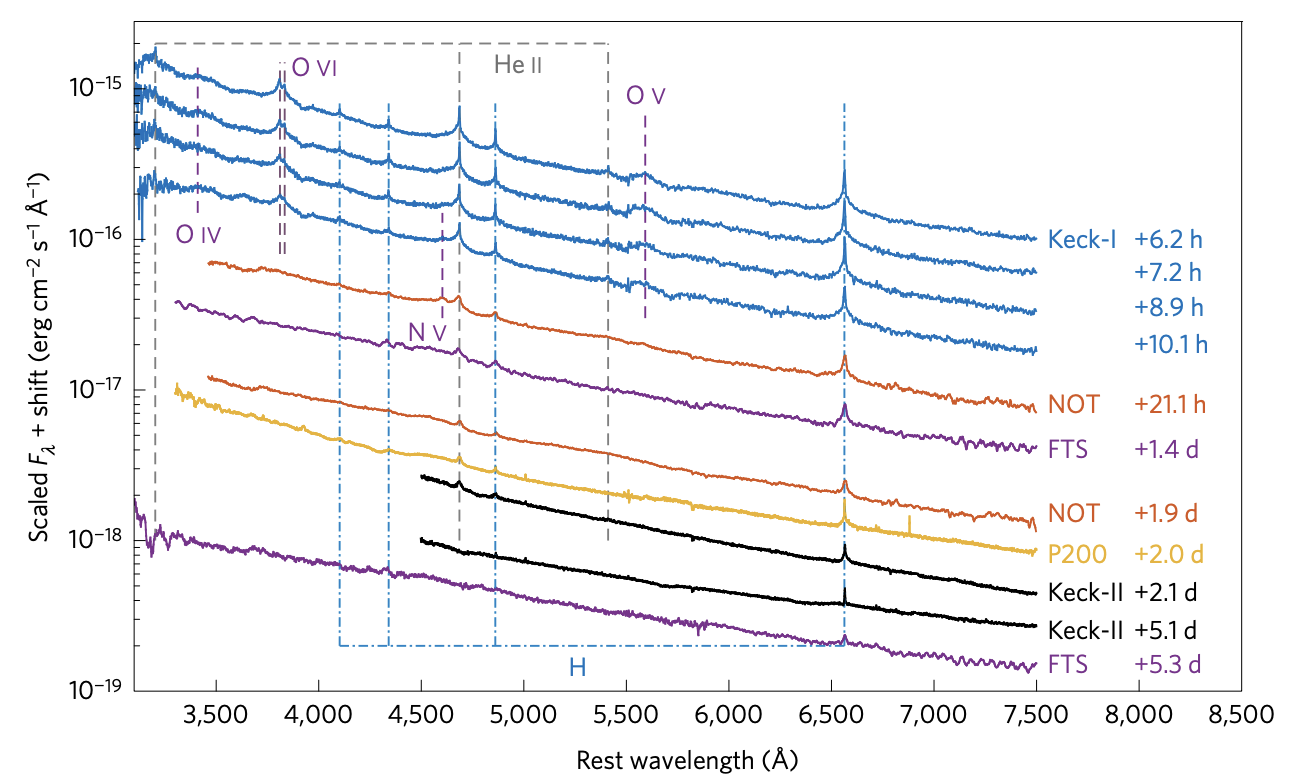 Scaled Fλ + shift (erg cm⁻² s⁻¹ Å⁻¹)
10⁻¹⁵
10⁻¹⁶
10⁻¹⁷
10⁻¹⁸
10⁻¹⁹
O VI
He II
O V
O IV
N V
H
Keck-I +6.2 h
+7.2 h
+8.9 h
+10.1 h
NOT +21.1 h
FTS +1.4 d
NOT +1.9 d
P200 +2.0 d
Keck-II +2.1 d
Keck-II +5.1 d
FTS +5.3 d
3,500 4,000 4,500 5,000 5,500 6,000 6,500 7,000 7,500 8,000 8,500
Rest wavelength (Å)